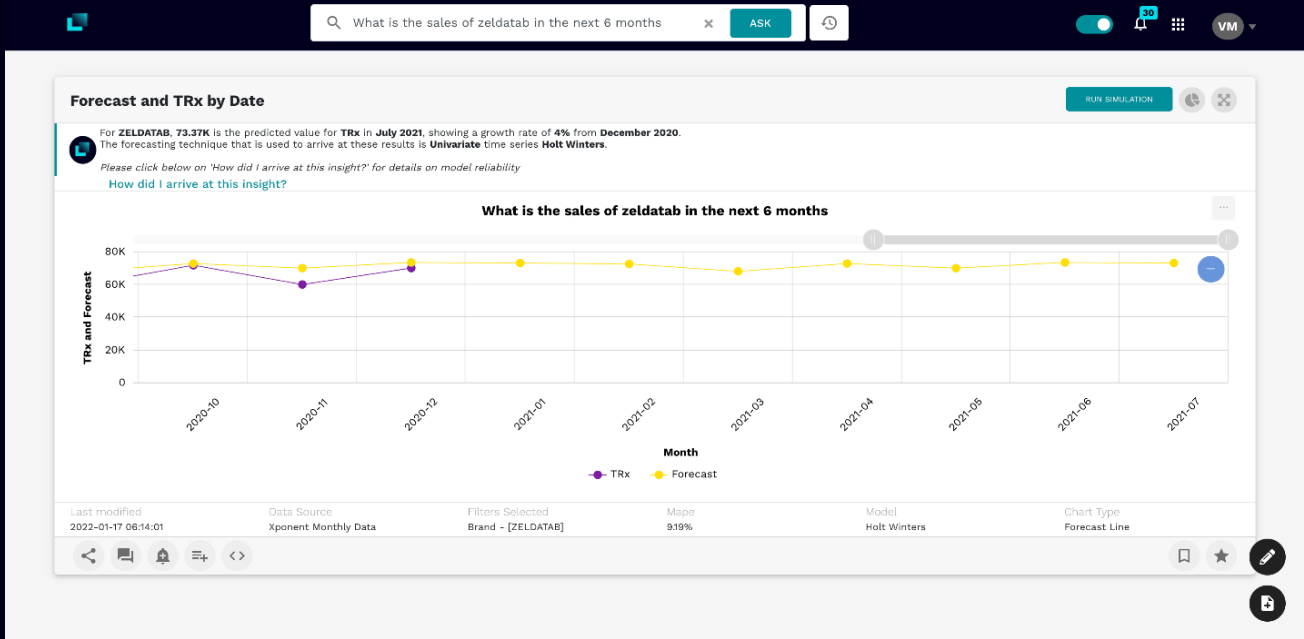 What is the sales of zeldatab in the next 6 months
ASK
30
VM
Forecast and TRx by Date
RUN SIMULATION
For ZELDATAB, 73.37K is the predicted value for TRx in July 2021, showing a growth rate of 4% from December 2020.
The forecasting technique that is used to arrive at these results is Univariate time series Holt Winters.
Please click below on 'How did I arrive at this insight?' for details on model reliability
How did I arrive at this insight?
What is the sales of zeldatab in the next 6 months
TRx and Forecast
80K
60K
40K
20K
0
2020-10
2020-11
2020-12
2021-01
2021-02
2021-03
2021-04
2021-05
2021-06
2021-07
Month
TRx
Forecast
Last modified
2022-01-17 06:14:01
Data Source
Xponent Monthly Data
Filters Selected
Brand - [ZELDATAB]
Mape
9.19%
Model
Holt Winters
Chart Type
Forecast Line